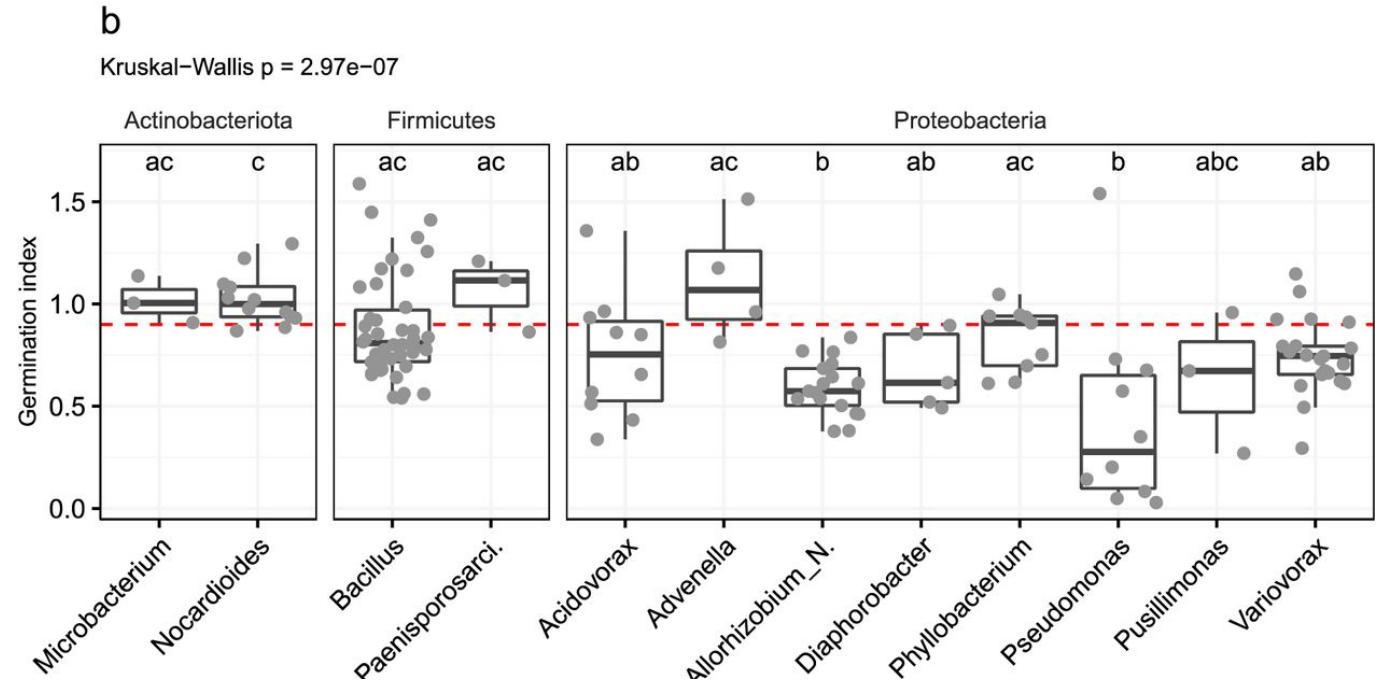 b
Kruskal−Wallis p = 2.97e−07
Actinobacteriota
Firmicutes
Proteobacteria
ac
c
ac
ac
ab
ac
b
ab
ac
b
abc
ab
Germination index
1.5
1.0
0.5
0.0
Microbacterium
Nocardioides
Bacillus
Paenisporosarci.
Acidovorax
Advenella
Allorhizobium_N.
Diaphorobacter
Phyllobacterium
Pseudomonas
Pusillimonas
Variovorax